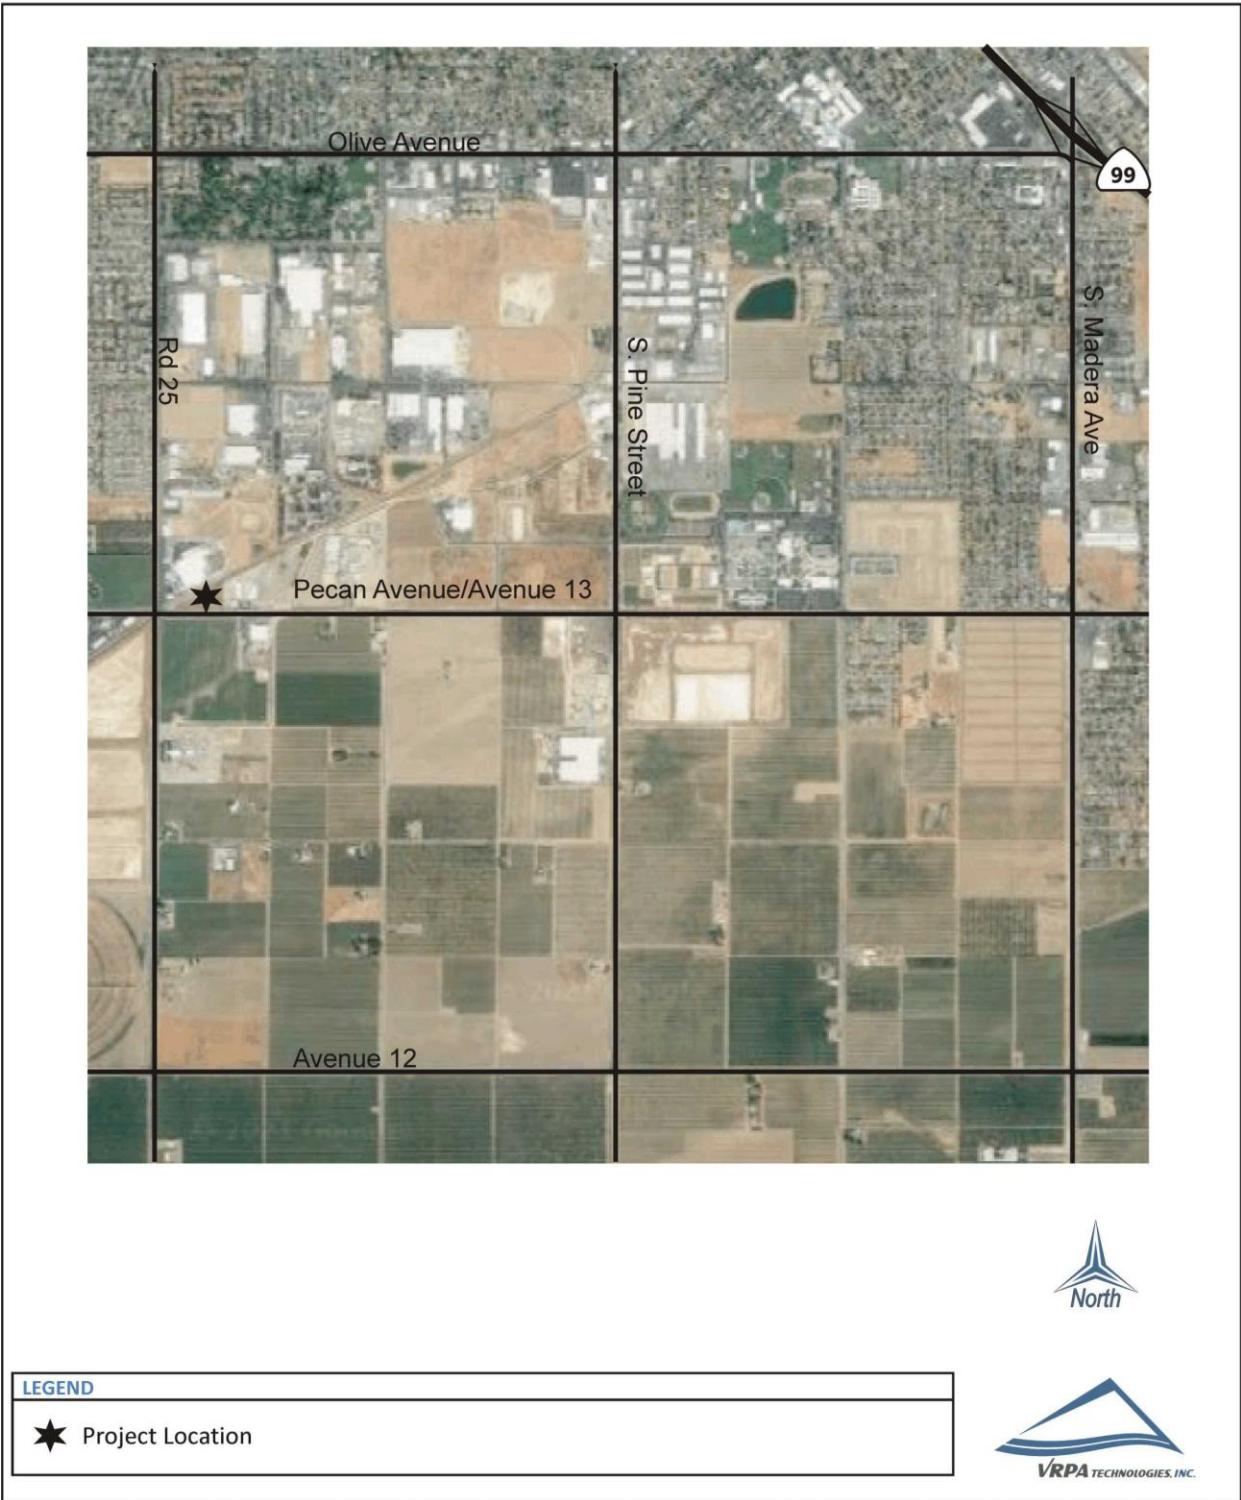 Olive Avenue
99
S. Madera Ave
Rd 25
S. Pine Street
Pecan Avenue/Avenue 13
Avenue 12
North
LEGEND
Project Location
VRPA TECHNOLOGIES, INC.